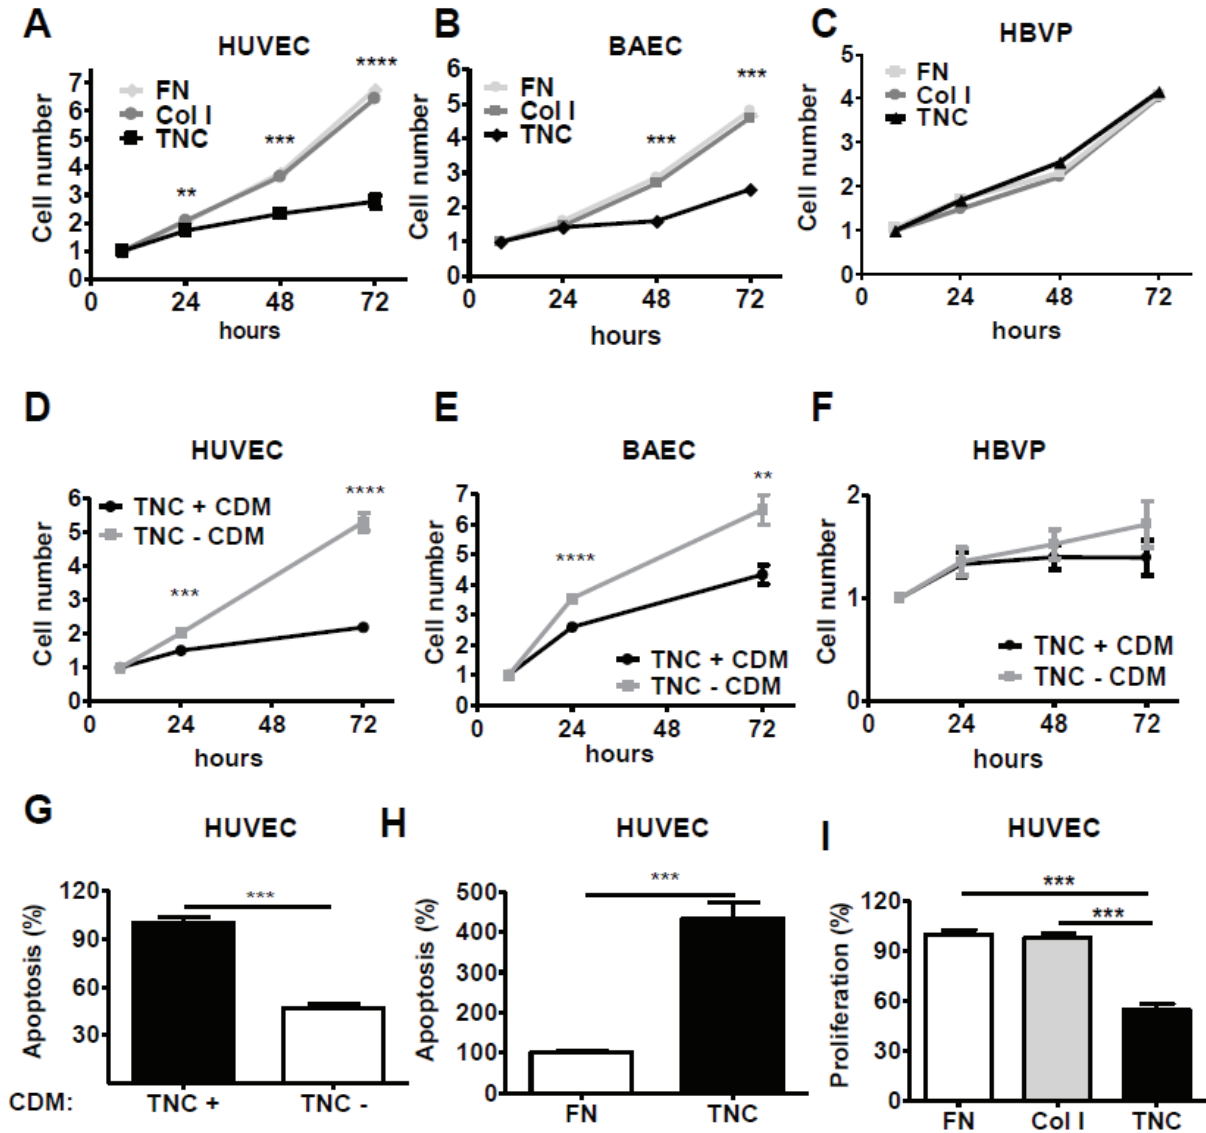 A
HUVEC
****
***
**
FN
Col I
TNC
Cell number
7
6
5
4
3
2
1
0
0 24 48 72
hours
B
BAEC
***
***
FN
Col I
TNC
Cell number
6
5
4
3
2
1
0
0 24 48 72
hours
C
HBVP
FN
Col I
TNC
Cell number
5
4
3
2
1
0
0 24 48 72
hours
D
HUVEC
****
***
TNC + CDM
TNC - CDM
Cell number
6
5
4
3
2
1
0
0 24 48 72
hours
E
BAEC
**
****
TNC + CDM
TNC - CDM
Cell number
7
6
5
4
3
2
1
0
0 24 48 72
hours
F
HBVP
TNC + CDM
TNC - CDM
Cell number
2
1
0
0 24 48 72
hours
G
HUVEC
***
Apoptosis (%)
120
90
60
30
CDM: TNC + TNC -
H
HUVEC
***
Apoptosis (%)
500
400
300
200
100
0
FN TNC
I
HUVEC
***
***
Proliferation (%)
120
90
60
30
0
FN Col I TNC